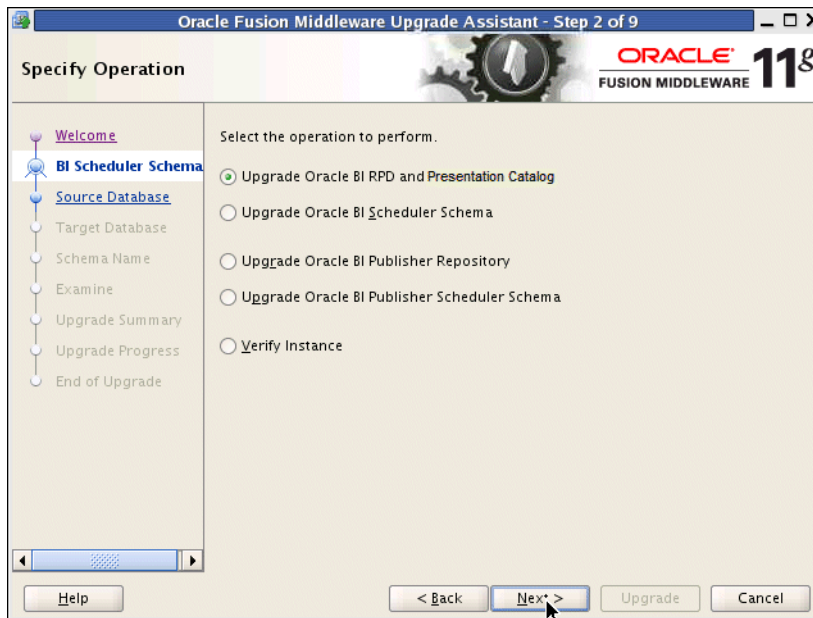 Oracle Fusion Middleware Upgrade Assistant - Step 2 of 9
Specify Operation
ORACLE
FUSION MIDDLEWARE
11g
Welcome
BI Scheduler Schema
Source Database
Target Database
Schema Name
Examine
Upgrade Summary
Upgrade Progress
End of Upgrade
Select the operation to perform.
Upgrade Oracle BI RPD and Presentation Catalog
Upgrade Oracle BI Scheduler Schema
Upgrade Oracle BI Publisher Repository
Upgrade Oracle BI Publisher Scheduler Schema
Verify Instance
Help
< Back
Next >
Upgrade
Cancel